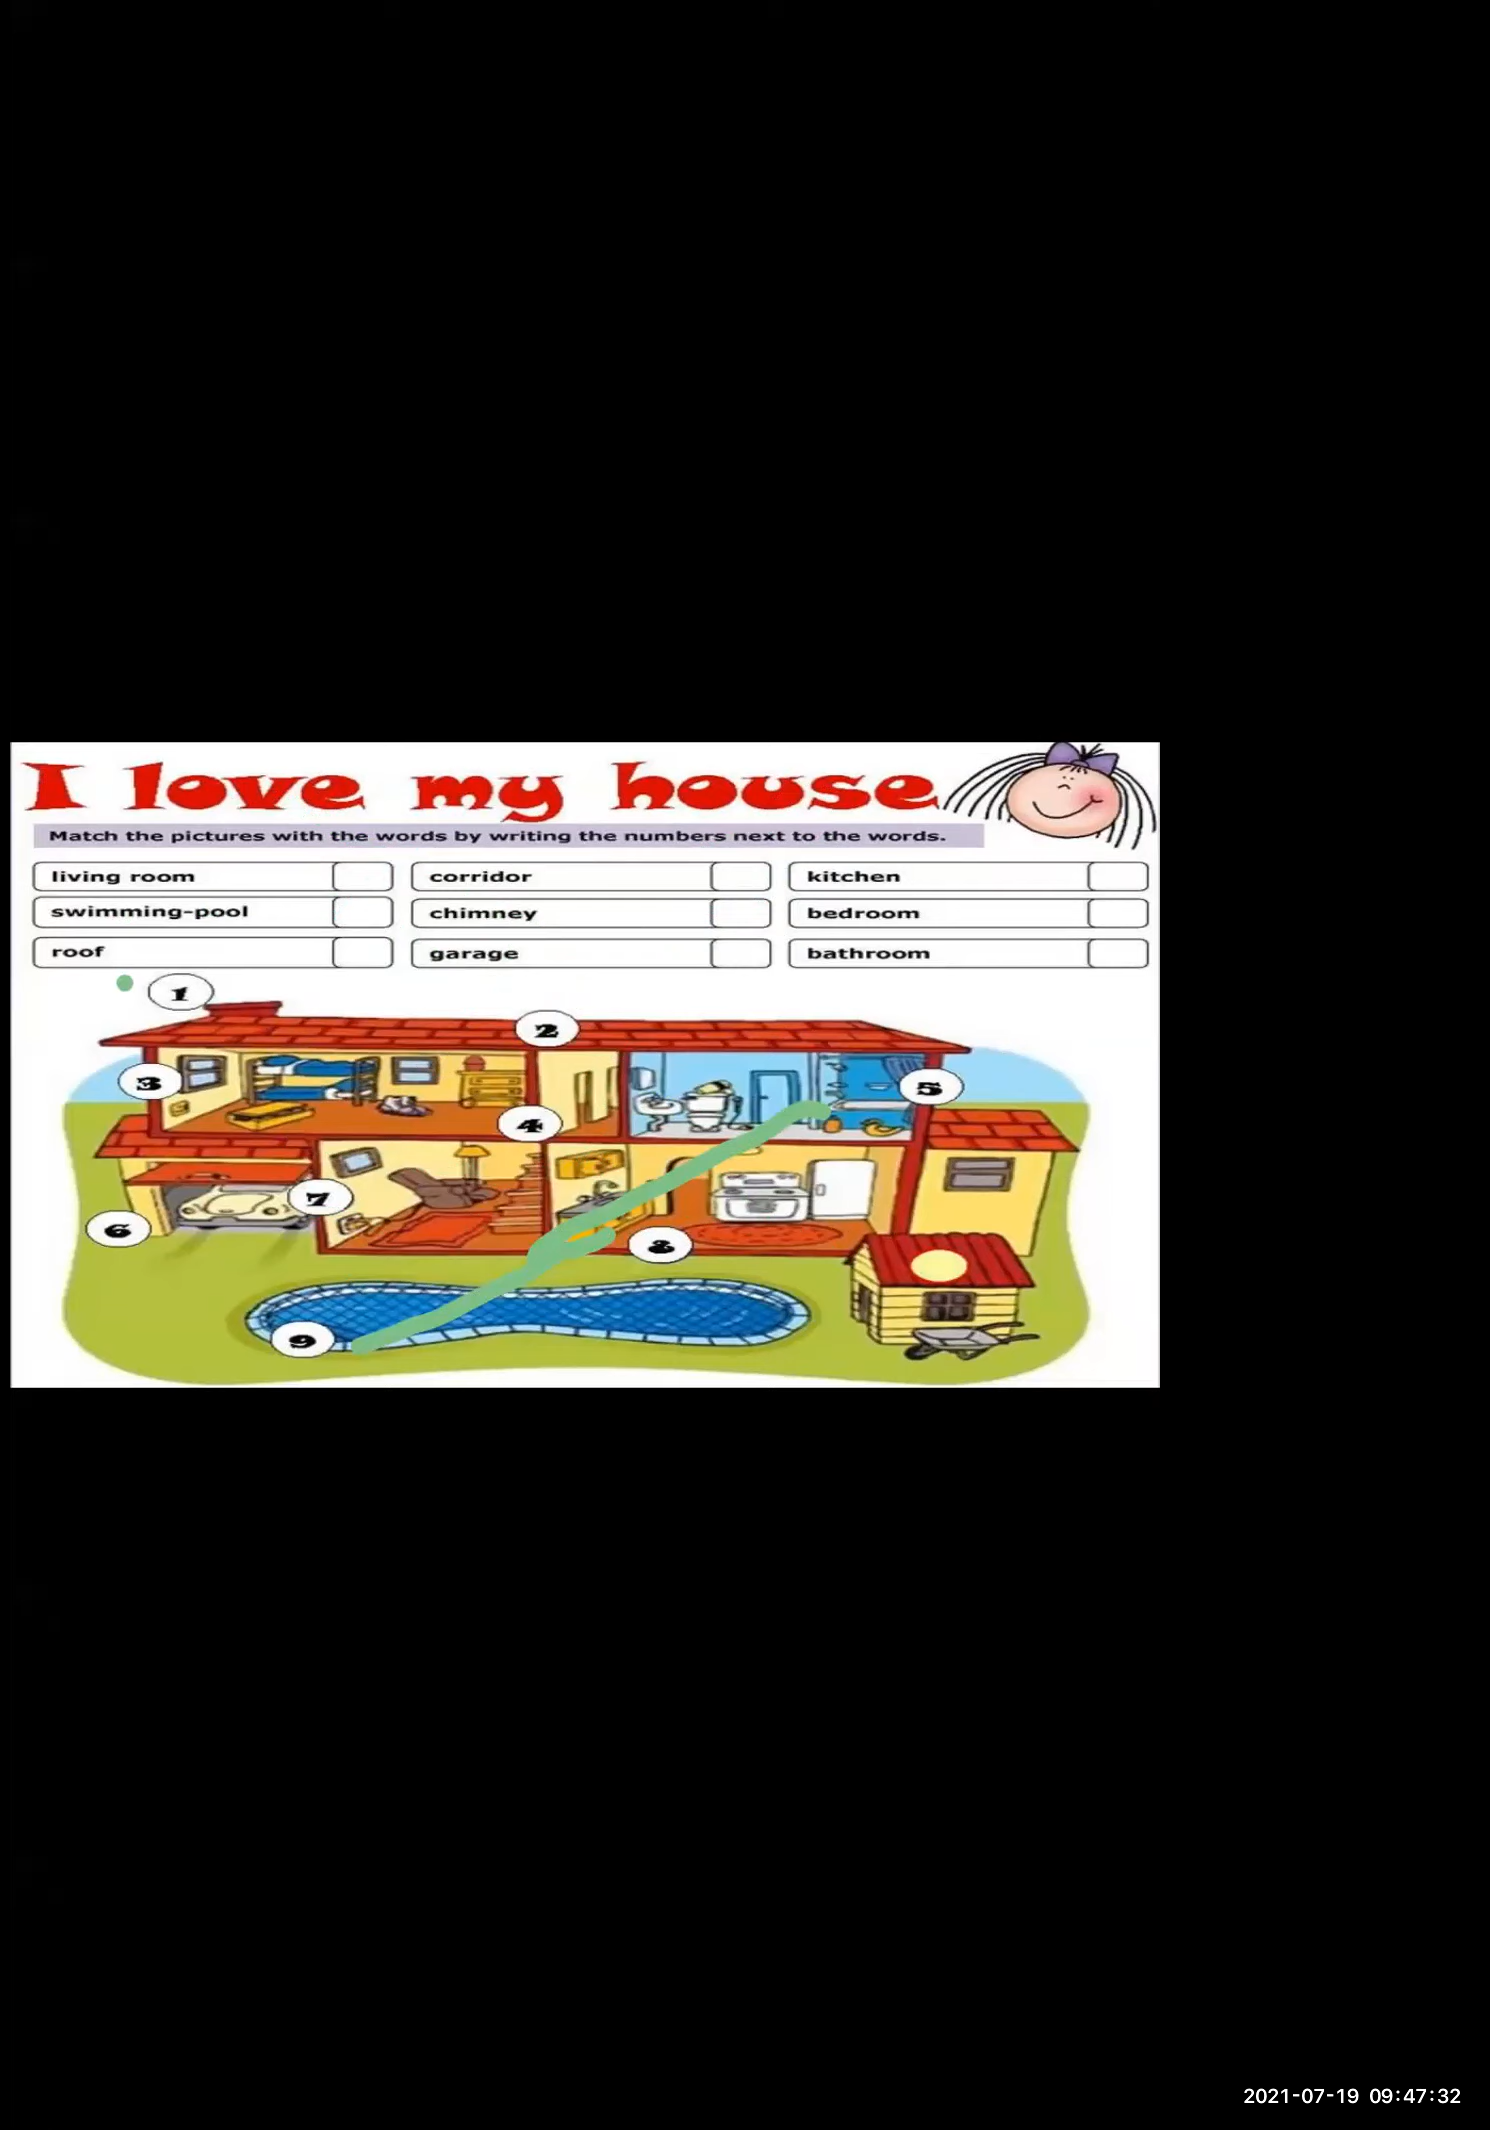 I love my house
Match the pictures with the words by writing the numbers next to the words.
living room corridor kitchen
swimming-pool chimney bedroom
roof garage bathroom
1
2
3
5
4
7
6
8
9
2021-07-19 09:47:32